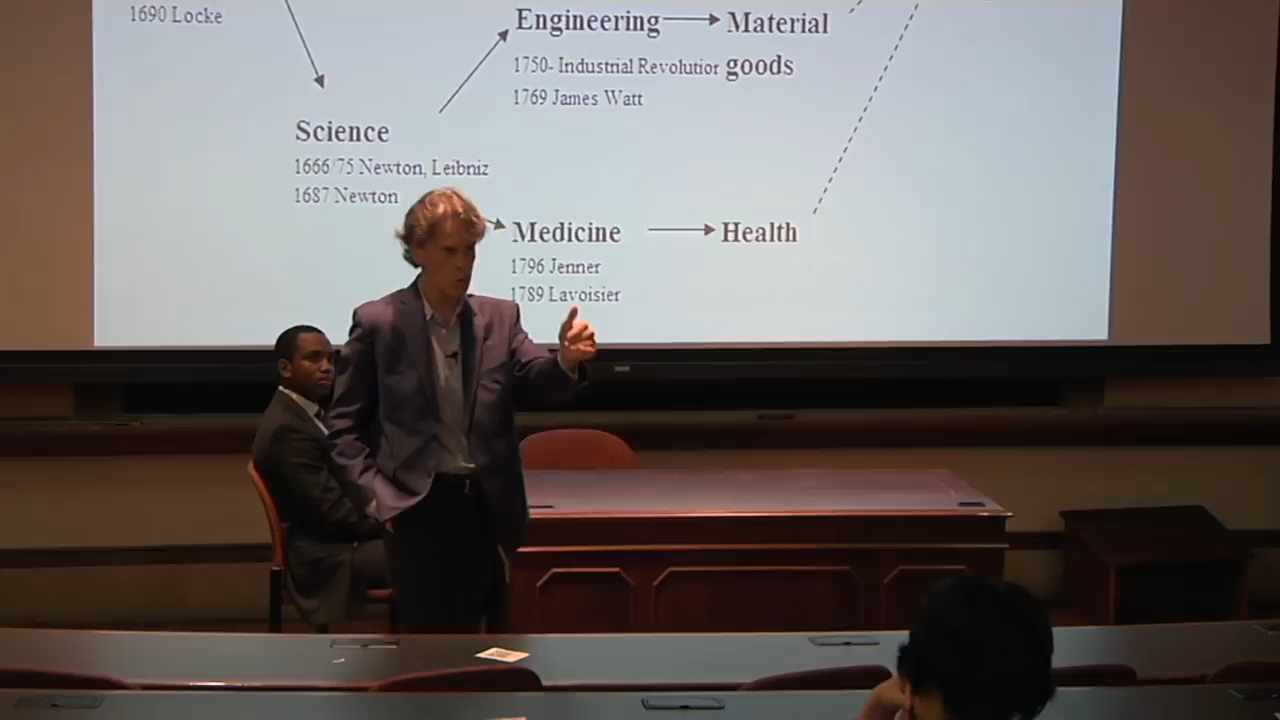 1690 Locke
Engineering
Material
goods
1750- Industrial Revolutior
1769 James Watt
Science
1666/75 Newton, Leibniz
1687 Newton
Medicine
Health
1796 Jenner
1789 Lavoisier